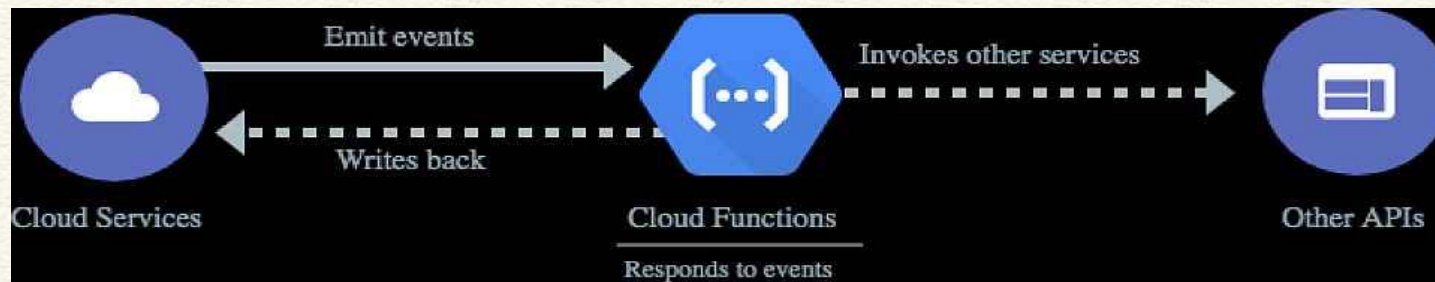 Emit events
Invokes other services
Writes back
Cloud Services
Cloud Functions
Other APIs
Responds to events